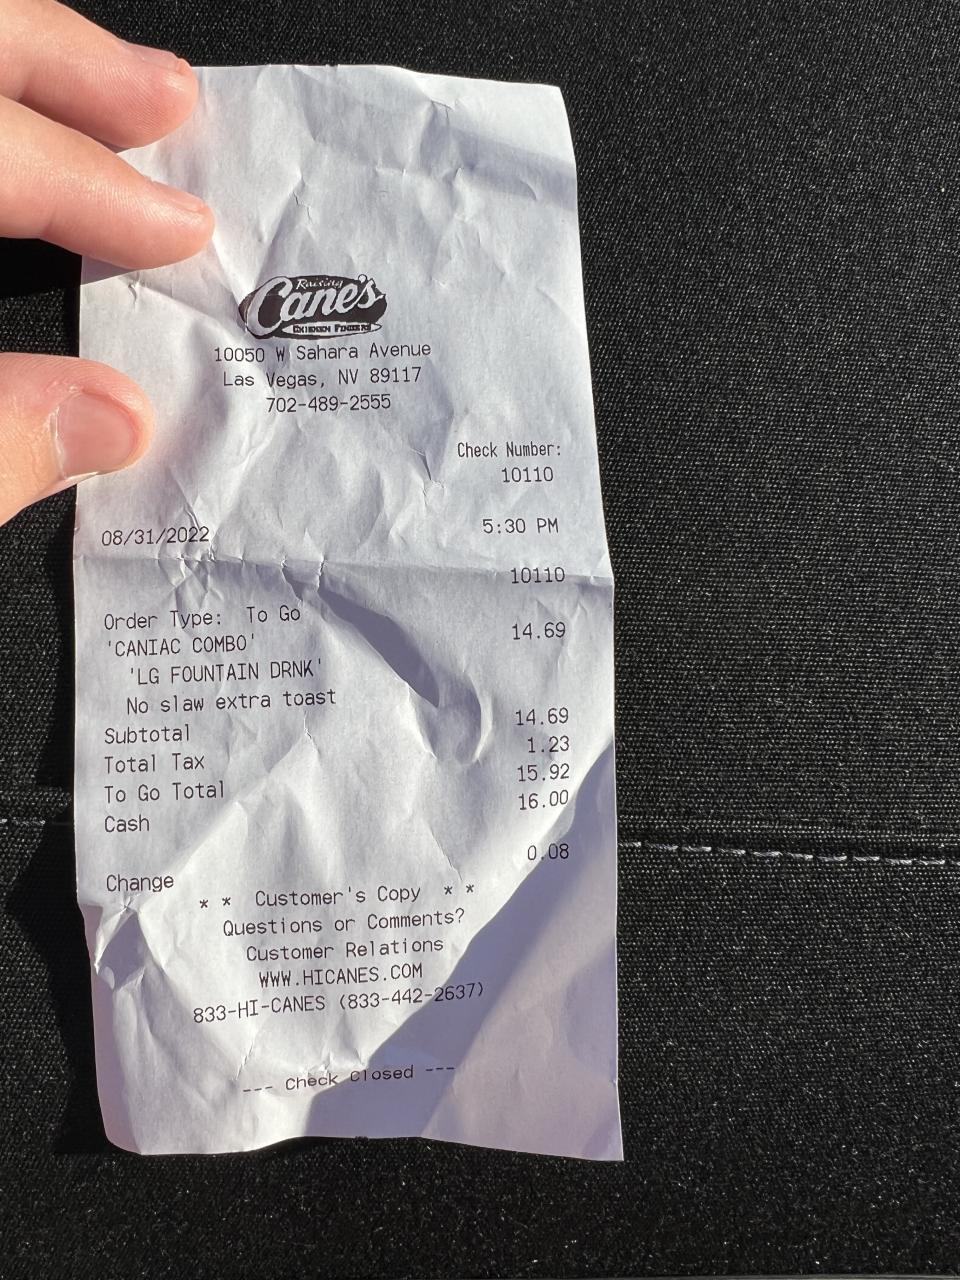 Raising
Cane's
CHICKEN FINGERS
10050 W Sahara Avenue
Las Vegas, NV 89117
702-489-2555
Check Number:
10110
08/31/2022 5:30 PM
10110
Order Type: To Go
'CANIAC COMBO' 14.69
'LG FOUNTAIN DRNK'
No slaw extra toast
Subtotal 14.69
Total Tax 1.23
To Go Total 15.92
Cash 16.00
Change 0.08
* * Customer's Copy * *
Questions or Comments?
Customer Relations
WWW.HICANES.COM
833-HI-CANES (833-442-2637)
--- Check Closed ---